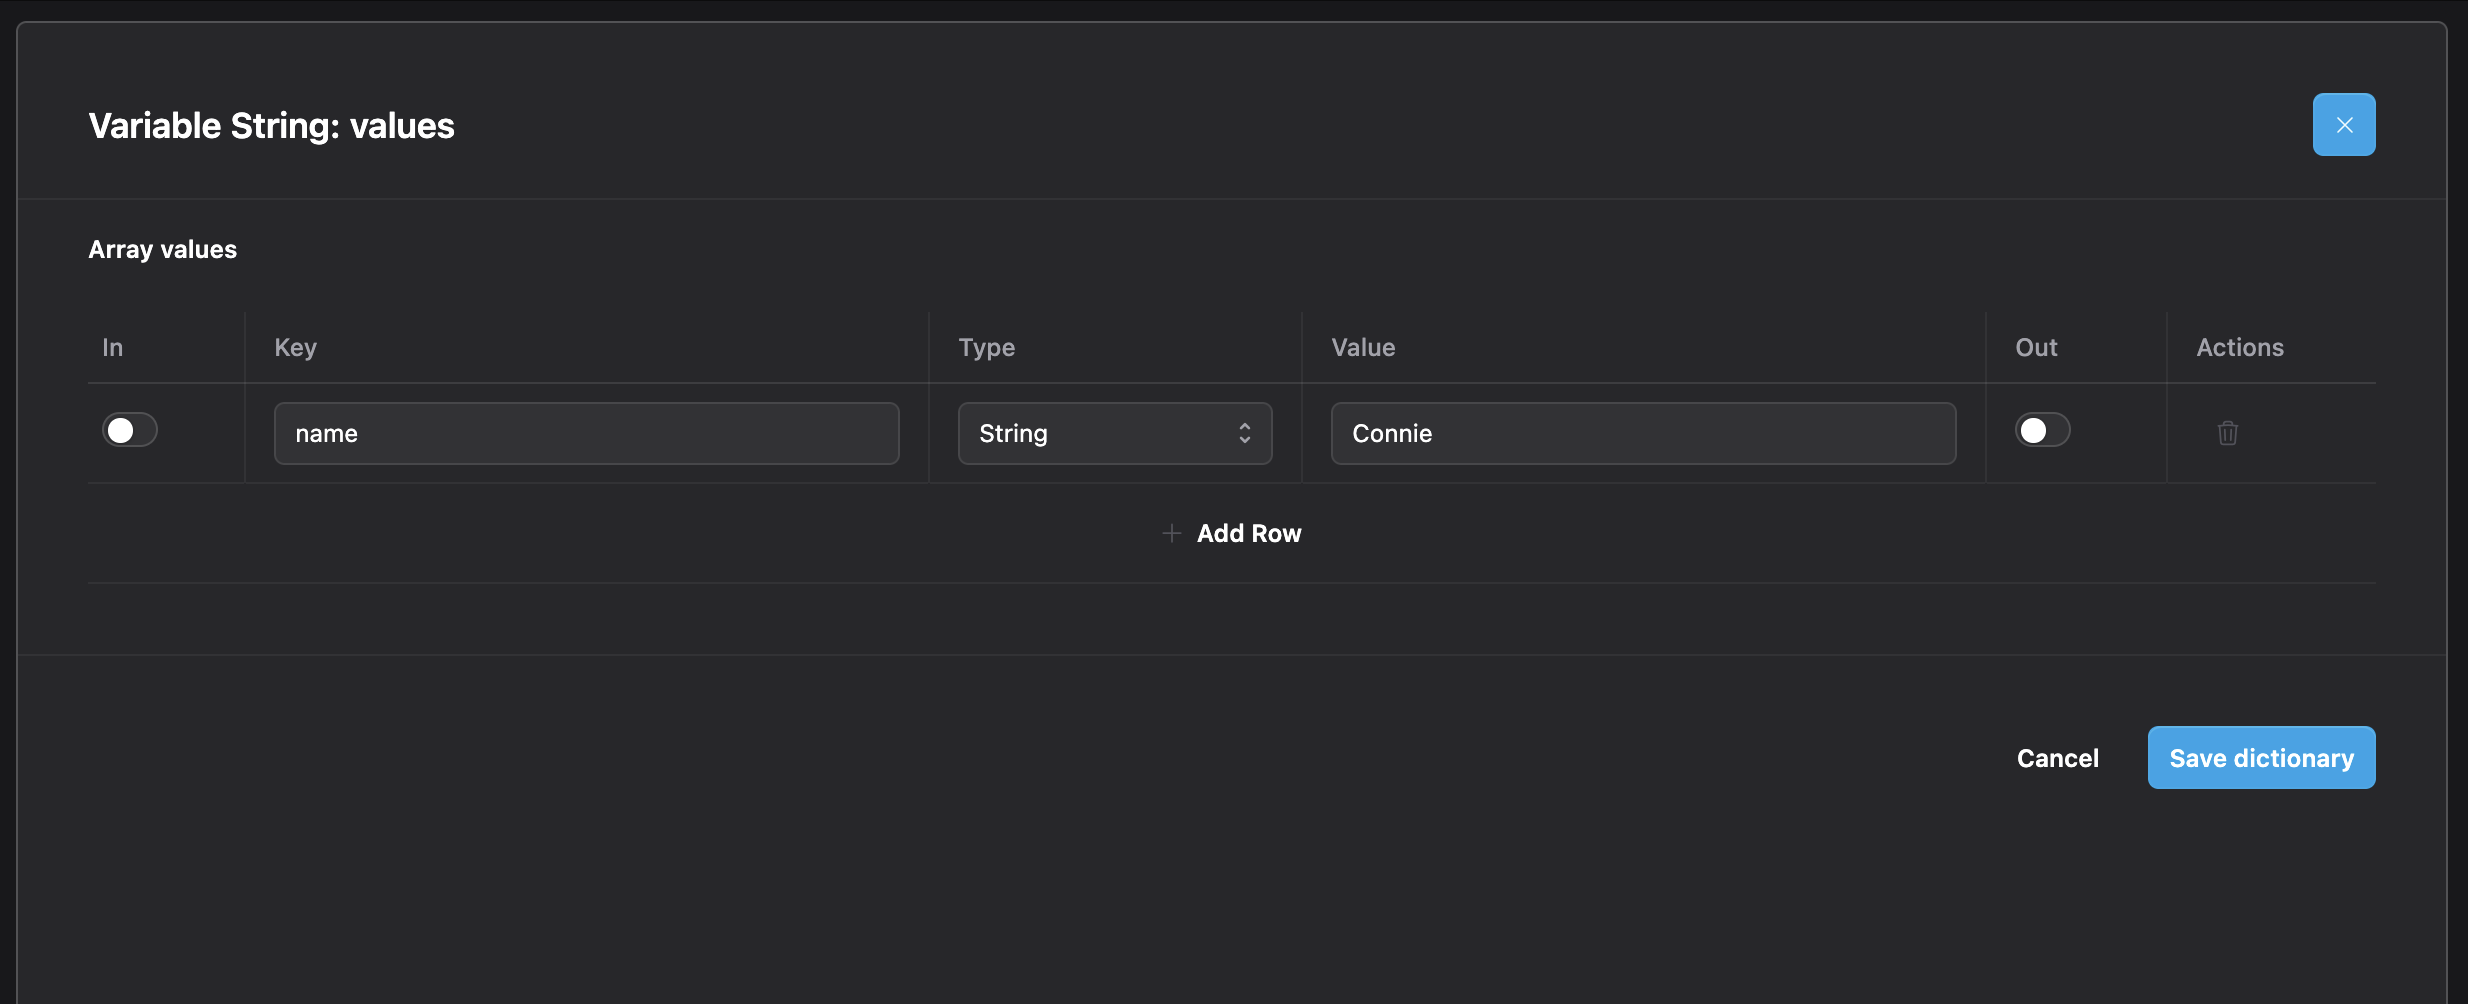 Variable String: values
Array values
In Key Type Value Out Actions
name String Connie
Add Row
Cancel Save dictionary